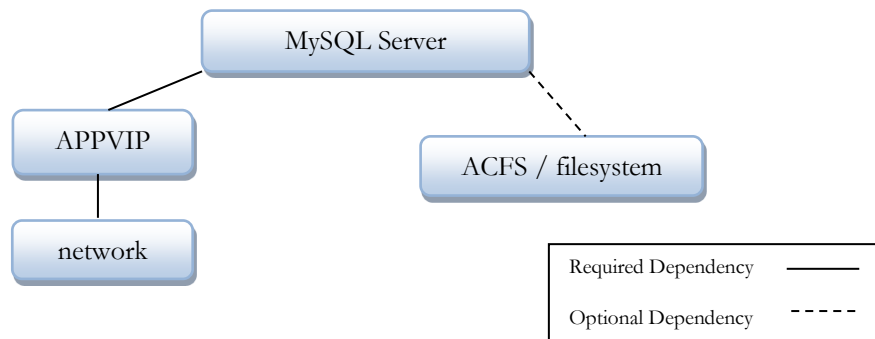 MySQL Server
APPVIP
ACFS / filesystem
network
Required Dependency
Optional Dependency